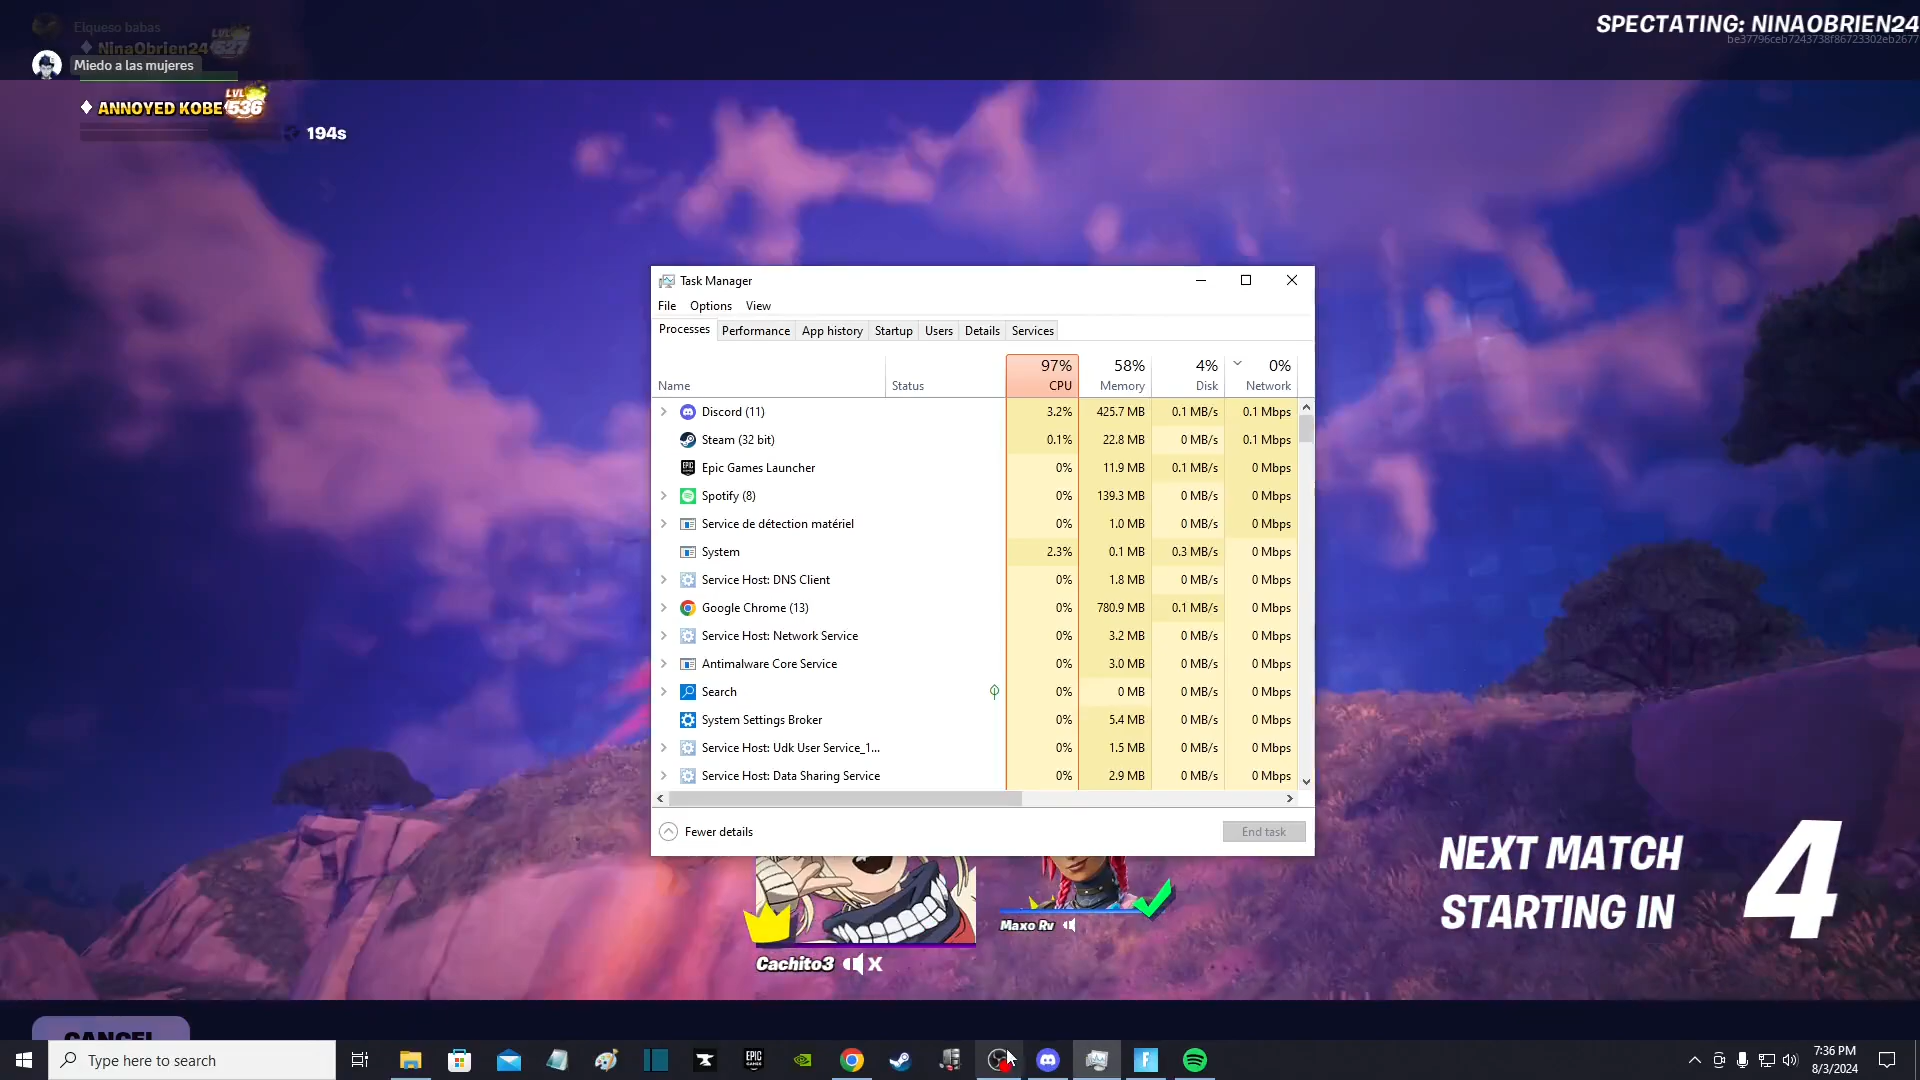 Elqueso babas
NinaObrien24
LVL
527
Miedo a las mujeres
ANNOYED KOBE
LVL
536
194s
SPECTATING: NINAOBRIEN24
be37796ceb7243738f86723302eb2677
Task Manager
File Options View
Processes Performance App history Startup Users Details Services
97% 58% 4% 0%
Name Status CPU Memory Disk Network
Discord (11) 3.2% 425.7 MB 0.1 MB/s 0.1 Mbps
Steam (32 bit) 0.1% 22.8 MB 0 MB/s 0.1 Mbps
Epic Games Launcher 0% 11.9 MB 0.1 MB/s 0 Mbps
Spotify (8) 0% 139.3 MB 0 MB/s 0 Mbps
Service de détection matériel 0% 1.0 MB 0 MB/s 0 Mbps
System 2.3% 0.1 MB 0.3 MB/s 0 Mbps
Service Host: DNS Client 0% 1.8 MB 0 MB/s 0 Mbps
Google Chrome (13) 0% 780.9 MB 0.1 MB/s 0 Mbps
Service Host: Network Service 0% 3.2 MB 0 MB/s 0 Mbps
Antimalware Core Service 0% 3.0 MB 0 MB/s 0 Mbps
Search 0% 0 MB 0 MB/s 0 Mbps
System Settings Broker 0% 5.4 MB 0 MB/s 0 Mbps
Service Host: Udk User Service_1... 0% 1.5 MB 0 MB/s 0 Mbps
Service Host: Data Sharing Service 0% 2.9 MB 0 MB/s 0 Mbps
Fewer details End task
NEXT MATCH
STARTING IN
4
Cachito3 X
Maxo Rv
CANCEL
Type here to search
EPIC
GAMES
7:36 PM
8/3/2024